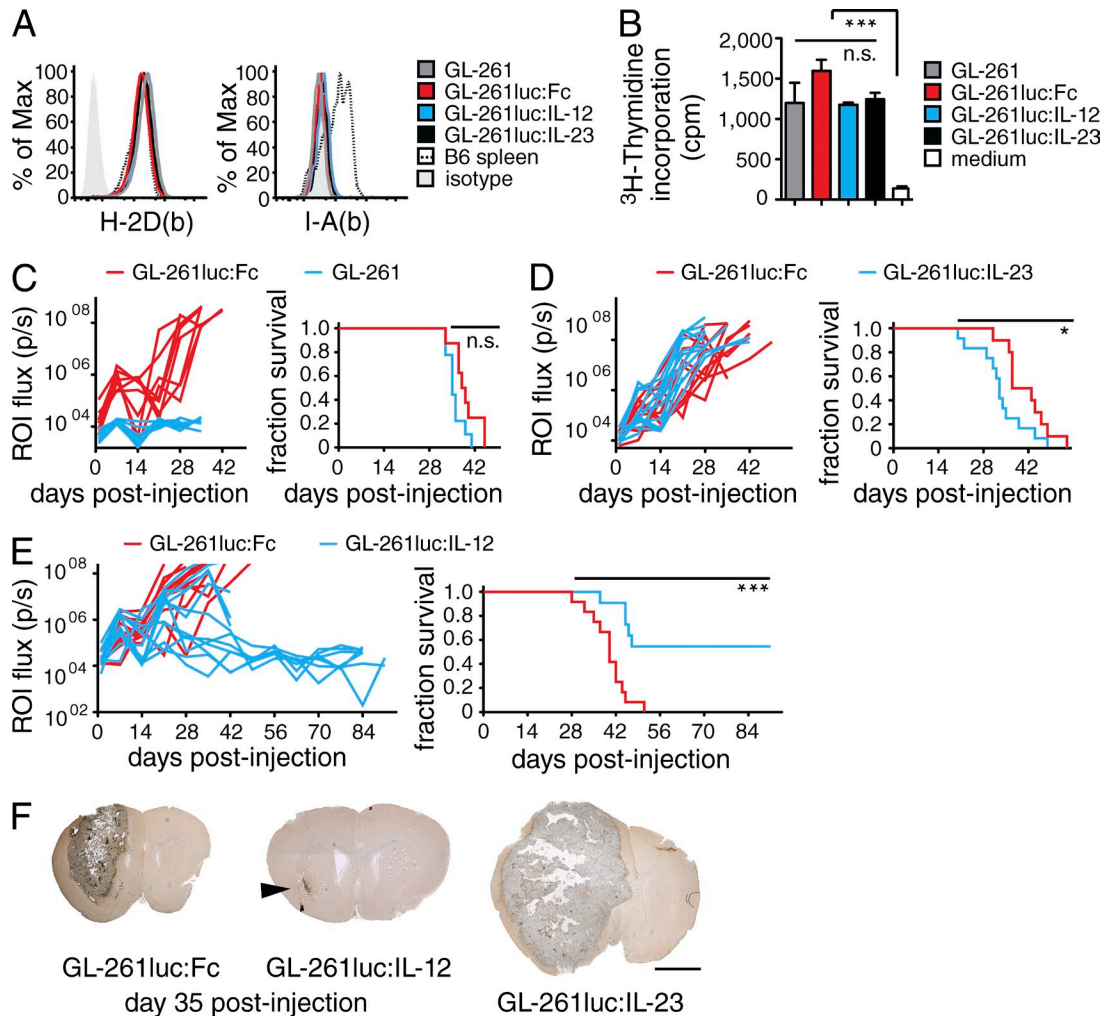 A
% of Max
100
80
60
40
20
0
H-2D(b)
% of Max
100
80
60
40
20
0
I-A(b)
GL-261
GL-261luc:Fc
GL-261luc:IL-12
GL-261luc:IL-23
B6 spleen
isotype
B
3H-Thymidine
incorporation
(cpm)
2,000
1,500
1,000
500
0
***
n.s.
GL-261
GL-261luc:Fc
GL-261luc:IL-12
GL-261luc:IL-23
medium
C
GL-261luc:Fc
GL-261
ROI flux (p/s)
10 08
10 06
10 04
0 14 28 42
days post-injection
fraction survival
1.0
0.8
0.6
0.4
0.2
0
n.s.
0 14 28 42
days post-injection
D
GL-261luc:Fc
GL-261luc:IL-23
ROI flux (p/s)
10 08
10 06
10 04
0 14 28 42
days post-injection
fraction survival
1.0
0.8
0.6
0.4
0.2
0
*
0 14 28 42
days post-injection
E
GL-261luc:Fc
GL-261luc:IL-12
ROI flux (p/s)
10 08
10 06
10 04
10 02
0 14 28 42 56 70 84
days post-injection
fraction survival
1.0
0.8
0.6
0.4
0.2
0
***
0 14 28 42 56 70 84
days post-injection
F
GL-261luc:Fc
GL-261luc:IL-12
day 35 post-injection
GL-261luc:IL-23